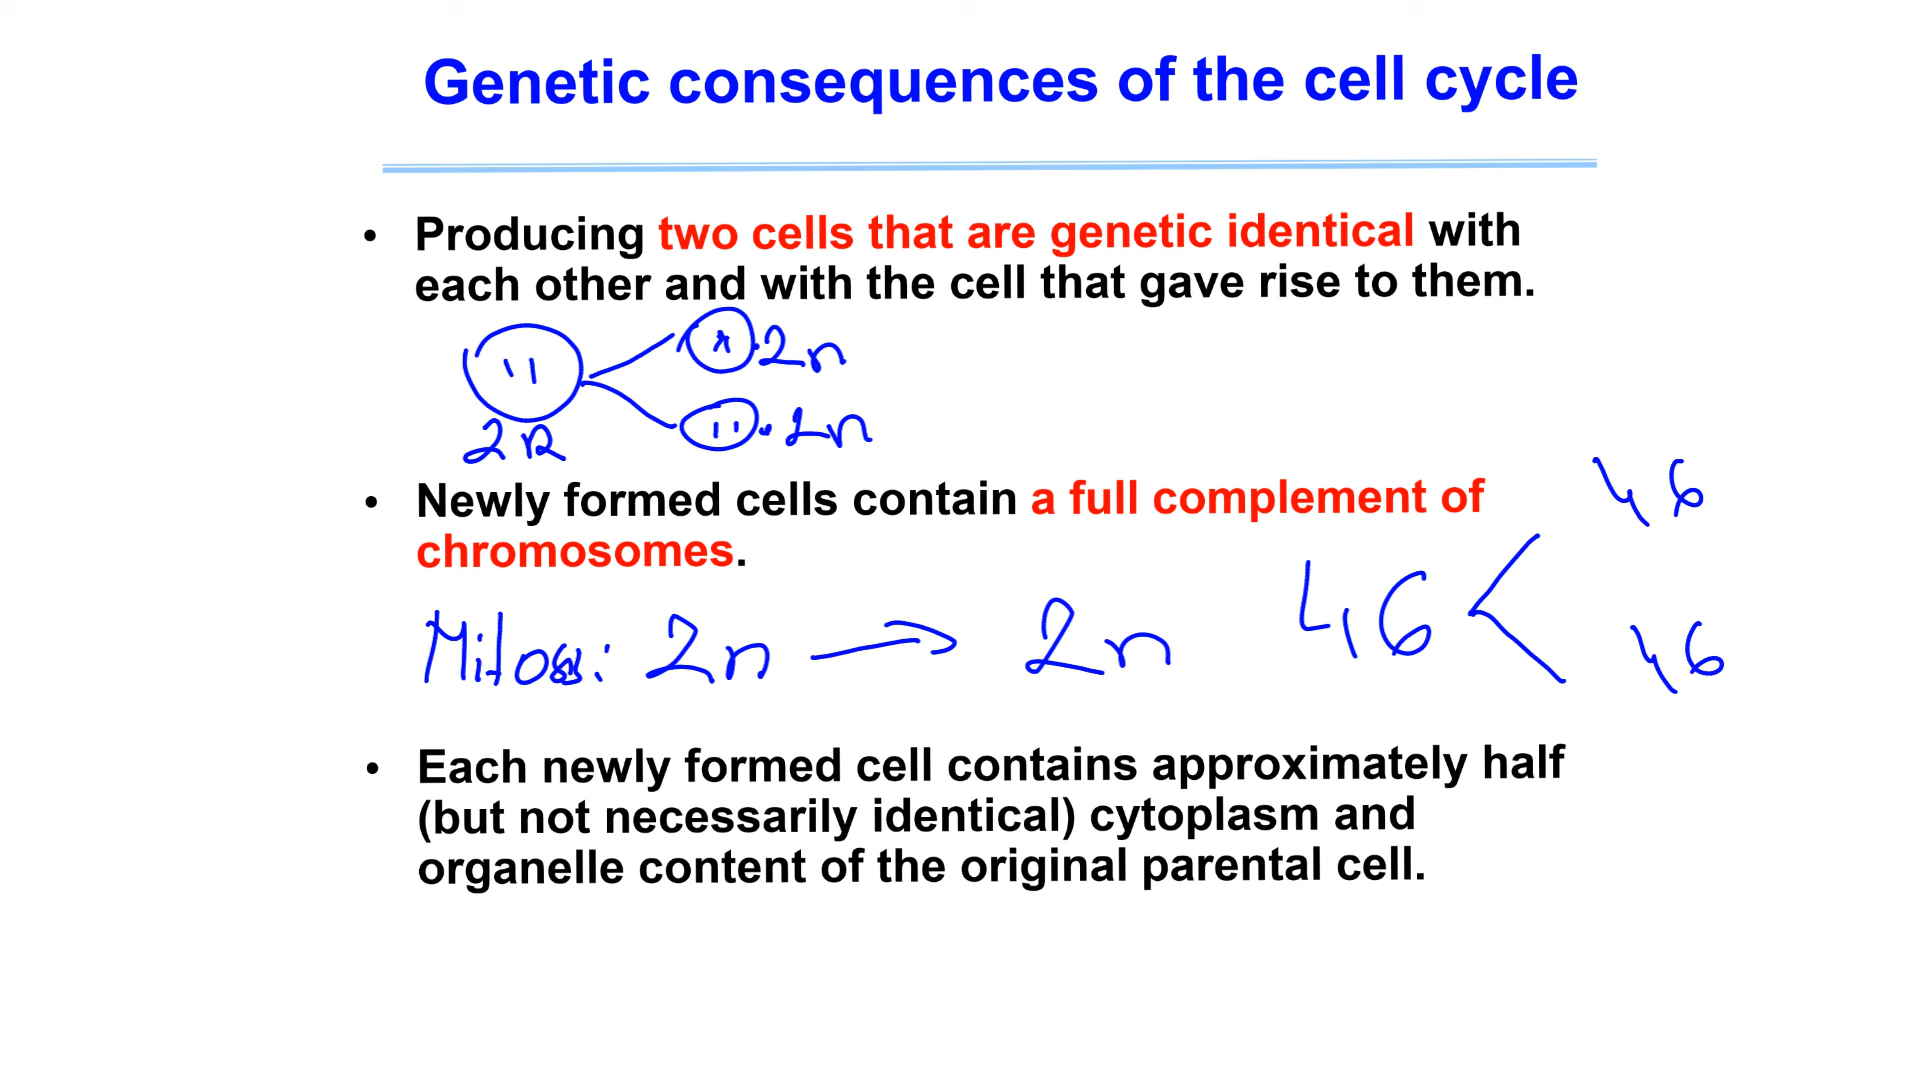 Genetic consequences of the cell cycle
• Producing two cells that are genetic identical with
each other and with the cell that gave rise to them.
2n
2n
2n
• Newly formed cells contain a full complement of
chromosomes.
46
Mitosis: 2n → 2n 46 <
46
• Each newly formed cell contains approximately half
(but not necessarily identical) cytoplasm and
organelle content of the original parental cell.